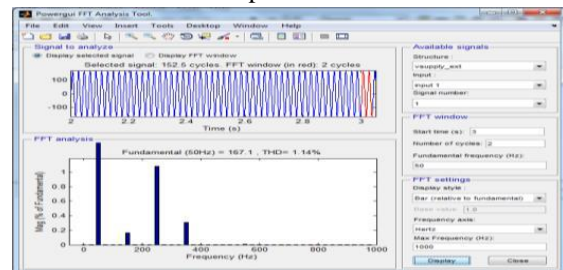 Powergui FFT Analysis Tool.
File Edit View Insert Tools Desktop Window Help
Signal to analyze
Display selected signal Display FFT window
Selected signal: 152.5 cycles. FFT window (in red): 2 cycles
100
0
-100
2 2.2 2.4 2.6 2.8 3
Time (s)
FFT analysis
Fundamental (50Hz) = 167.1 , THD= 1.14%
Mag (% of Fundamental)
1
0.8
0.6
0.4
0.2
0
0 200 400 600 800 1000
Frequency (Hz)
Available signals
Structure :
vsupply_ext
Input :
input 1
Signal number:
1
FFT window
Start time (s): 3
Number of cycles: 2
Fundamental frequency (Hz):
50
FFT settings
Display style :
Bar (relative to fundamental)
Base value: 1.0
Frequency axis:
Hertz
Max Frequency (Hz):
1000
Display Close